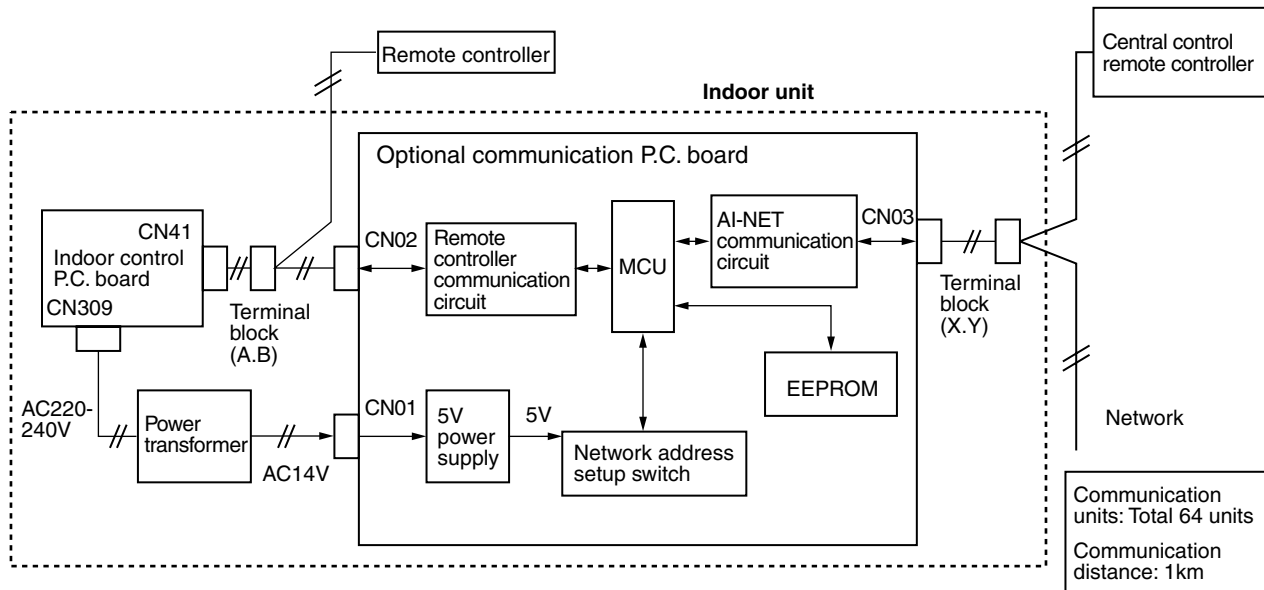 Remote controller
Central control
remote controller
Indoor unit
Optional communication P.C. board
CN41
Indoor control
P.C. board
CN309
Terminal
block
(A.B)
CN02
Remote
controller
communication
circuit
MCU
AI-NET
communication
circuit
CN03
Terminal
block
(X.Y)
EEPROM
AC220-
240V
Power
transformer
AC14V
CN01
5V
power
supply
5V
Network address
setup switch
Network
Communication
units: Total 64 units
Communication
distance: 1km